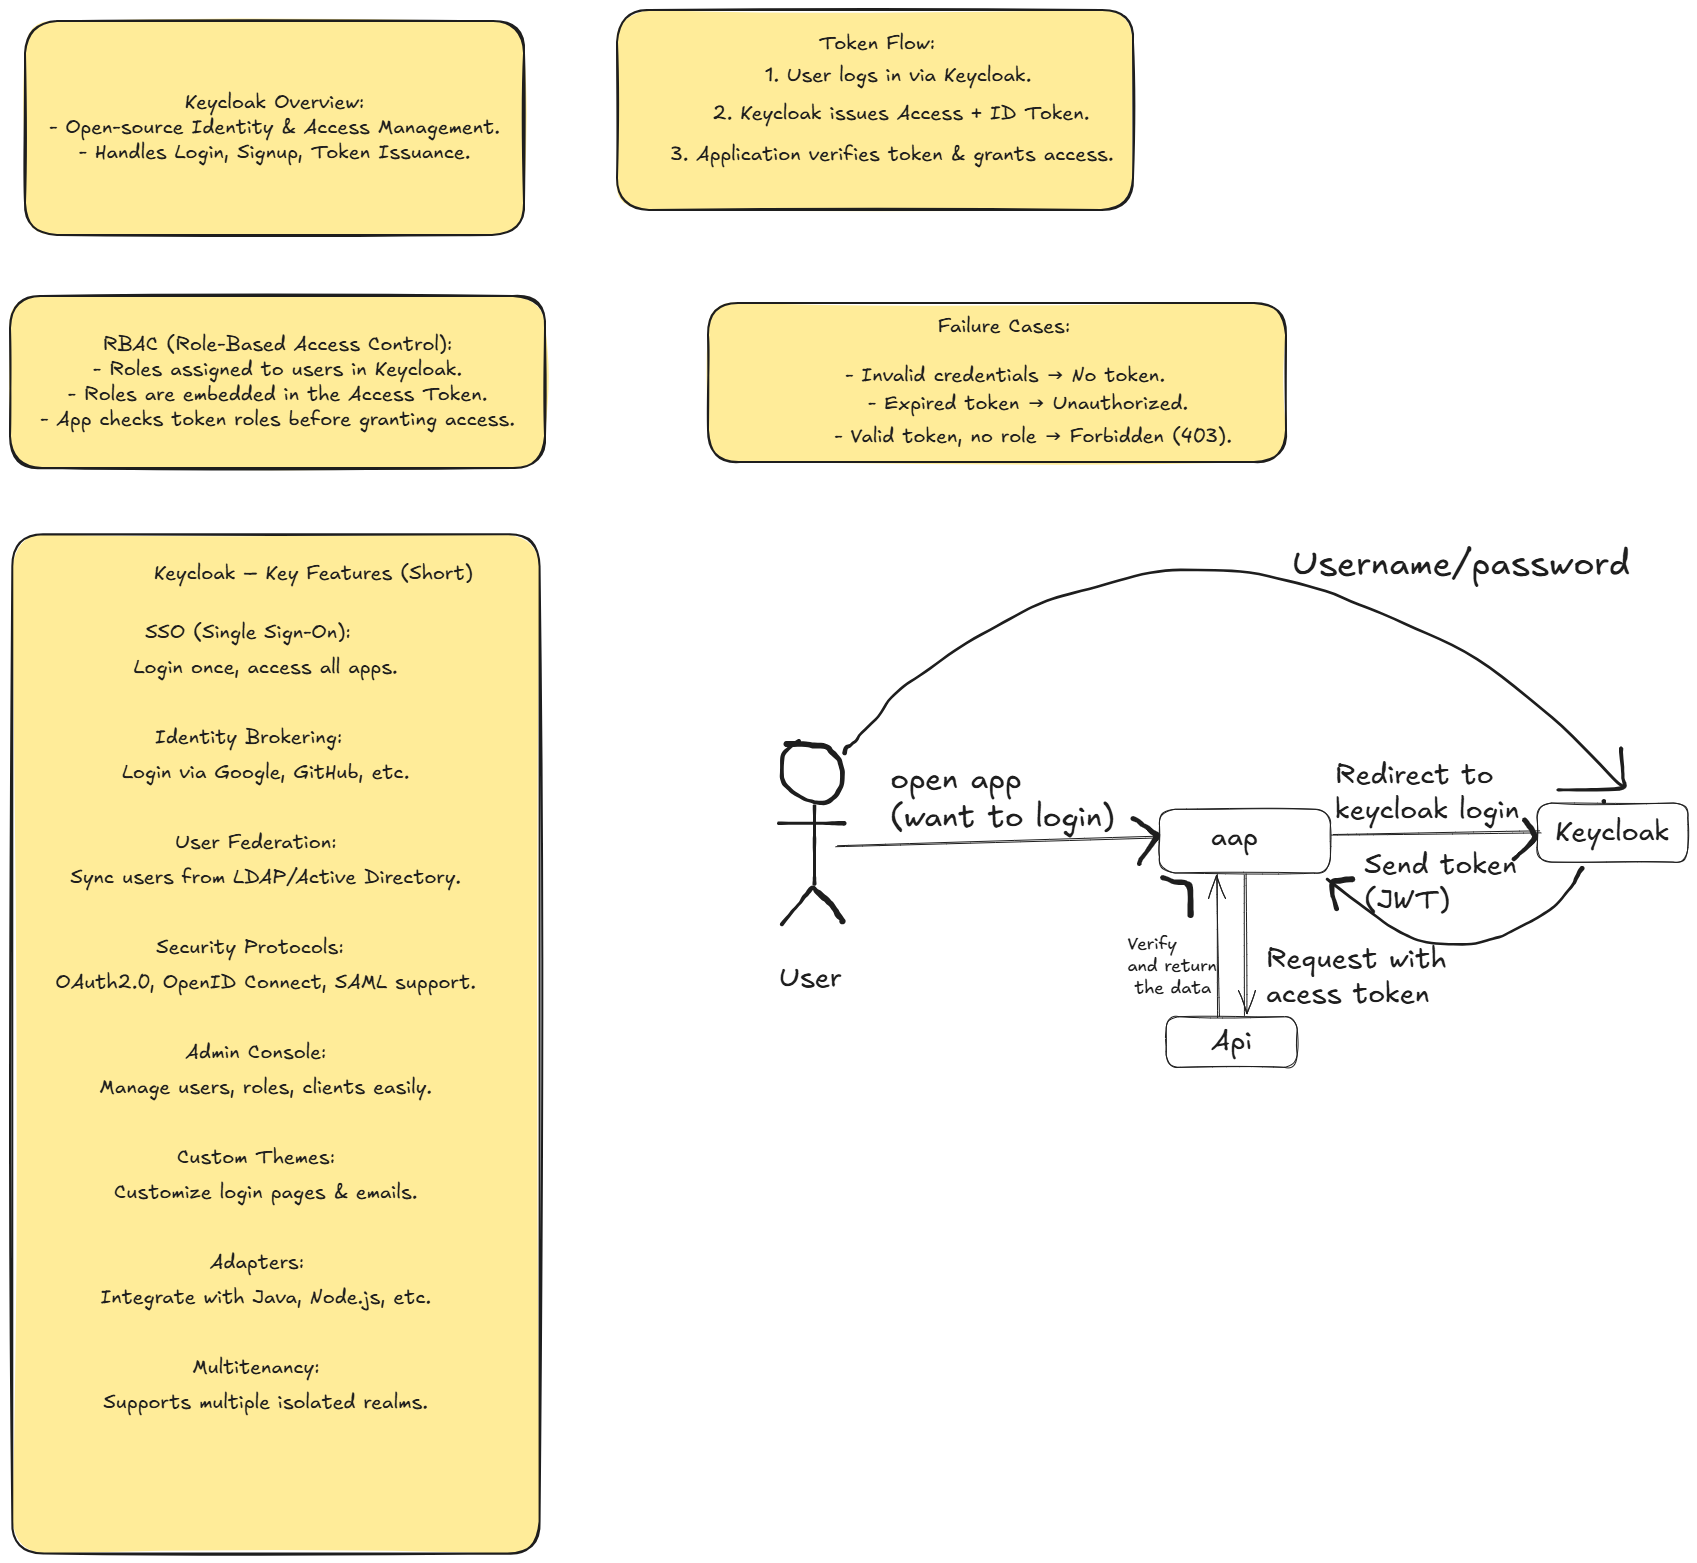 Keycloak Overview:
- Open-source Identity & Access Management.
- Handles Login, Signup, Token Issuance.
Token Flow:
1. User logs in via Keycloak.
2. Keycloak issues Access + ID Token.
3. Application verifies token & grants access.
RBAC (Role-Based Access Control):
- Roles assigned to users in Keycloak.
- Roles are embedded in the Access Token.
- App checks token roles before granting access.
Failure Cases:
- Invalid credentials → No token.
- Expired token → Unauthorized.
- Valid token, no role → Forbidden (403).
Keycloak – Key Features (Short)
SSO (Single Sign-On):
Login once, access all apps.
Identity Brokering:
Login via Google, GitHub, etc.
User Federation:
Sync users from LDAP/Active Directory.
Security Protocols:
OAuth2.0, OpenID Connect, SAML support.
Admin Console:
Manage users, roles, clients easily.
Custom Themes:
Customize login pages & emails.
Adapters:
Integrate with Java, Node.js, etc.
Multitenancy:
Supports multiple isolated realms.
Username/password
open app
(want to login)
User
aap
Redirect to
keycloak login
Keycloak
Send token
(JWT)
Verify
and return
the data
Request with
acess token
Api